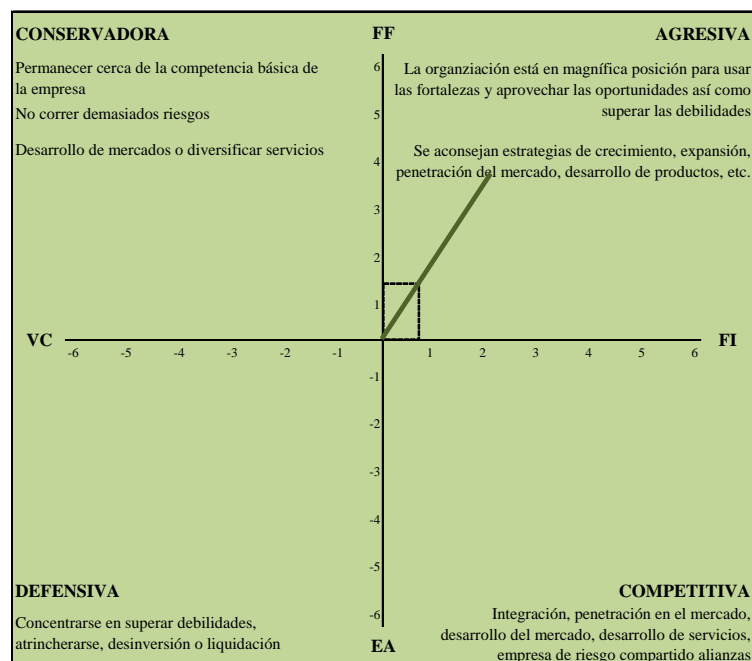 CONSERVADORA
FF
AGRESIVA
Permanecer cerca de la competencia básica de
la empresa
No correr demasiados riesgos
Desarrollo de mercados o diversificar servicios
La organziación está en magnífica posición para usar
las fortalezas y aprovechar las oportunidades así como
superar las debilidades
Se aconsejan estrategias de crecimiento, expansión,
penetración del mercado, desarrollo de productos, etc.
6
5
4
3
2
1
VC
-6 -5 -4 -3 -2 -1 1 2 3 4 5 6
FI
-1
-2
-3
-4
-5
-6
EA
DEFENSIVA
Concentrarse en superar debilidades,
atrincherarse, desinversión o liquidación
COMPETITIVA
Integración, penetración en el mercado,
desarrollo del mercado, desarrollo de servicios,
empresa de riesgo compartido alianzas